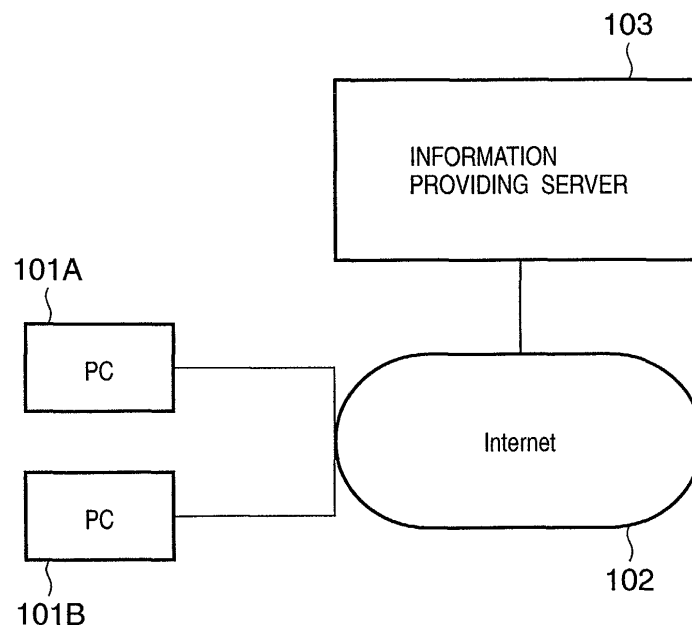 103
INFORMATION
PROVIDING SERVER
101A
PC
Internet
PC
102
101B